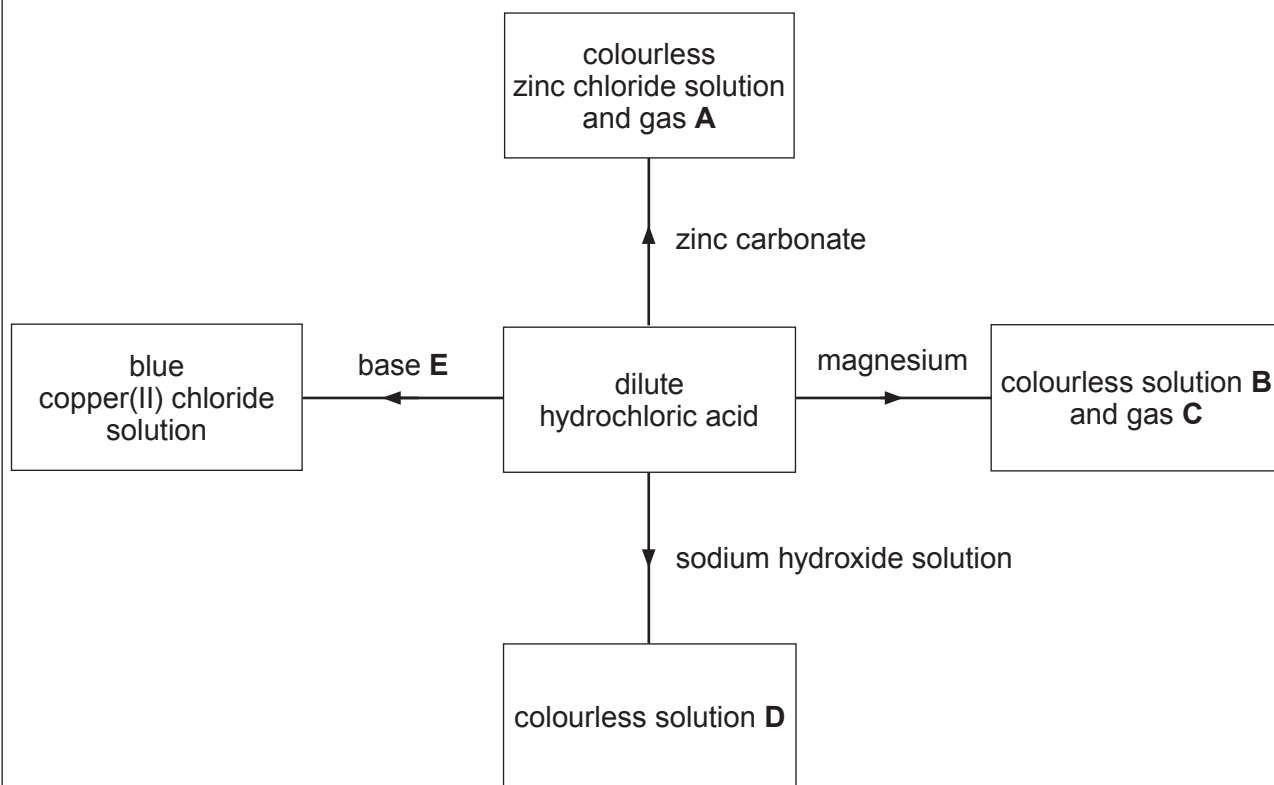 colourless
zinc chloride solution
and gas A
zinc carbonate
blue
copper(II) chloride
solution
base E
dilute
hydrochloric acid
magnesium
colourless solution B
and gas C
sodium hydroxide solution
colourless solution D